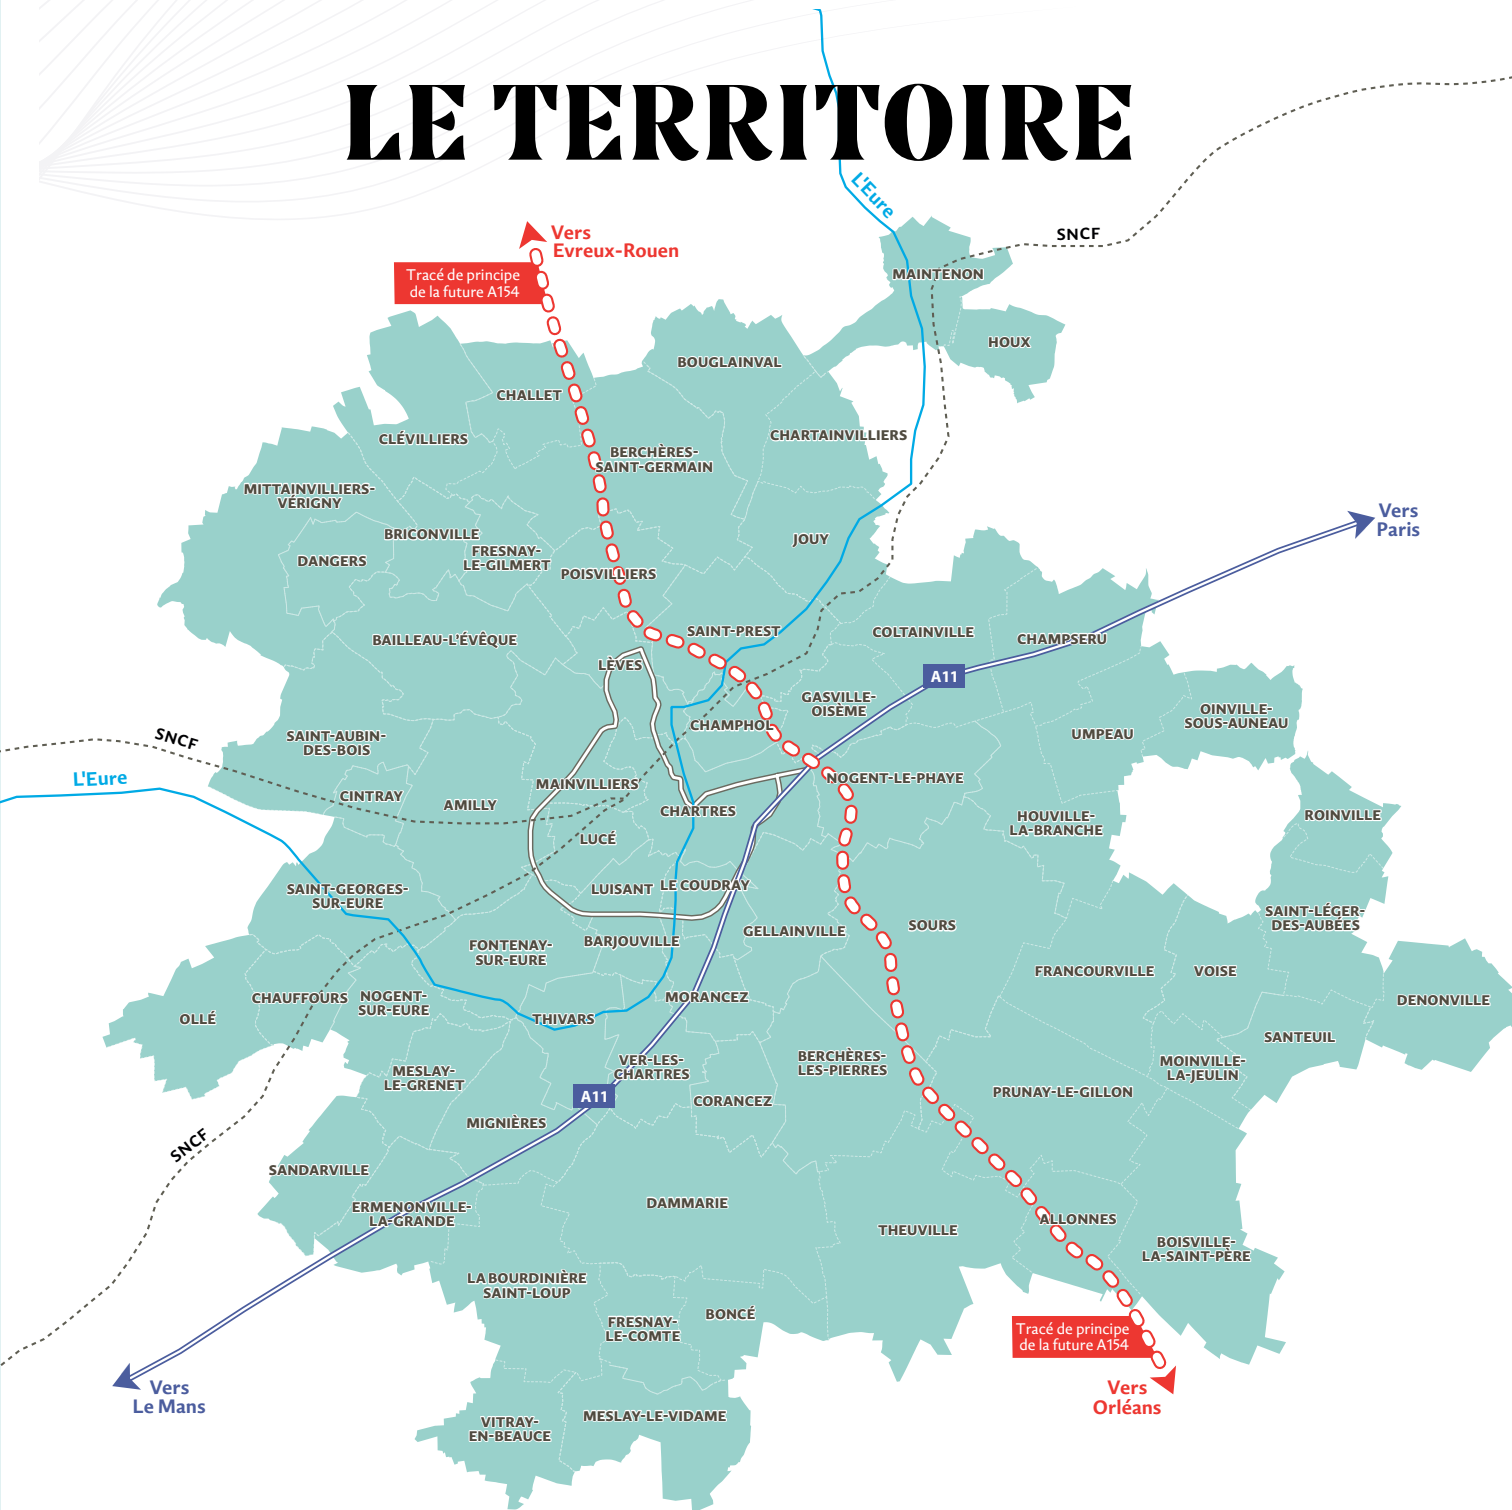 LE TERRITOIRE
L'Eure
Vers
Evreux-Rouen
SNCF
Tracé de principe
de la future A154
MAINTENON
HOUX
BOUGLAINVAL
CHALLET
CLÉVILLIERS
CHARTAINVILLIERS
BERCHÈRES-
SAINT-GERMAIN
MITTAINVILLIERS-
VÉRIGNY
Vers
Paris
BRICONVILLE
JOUY
FRESNAY-
LE-GILMERT
DANGERS
POISVILLIERS
SAINT-PREST
COLTAINVILLE
CHAMPSERU
BAILLEAU-L'ÉVÊQUE
LÈVES
A11
GASVILLE-
OISÈME
OINVILLE-
SOUS-AUNEAU
CHAMPHOL
UMPEAU
SNCF
SAINT-AUBIN-
DES-BOIS
L'Eure
NOGENT-LE-PHAYE
MAINVILLIERS
CINTRAY
AMILLY
CHARTRES
HOUVILLE-
LA-BRANCHE
ROINVILLE
LUCÉ
SAINT-GEORGES-
SUR-EURE
LUISANT
LE COUDRAY
SAINT-LÉGER-
DES-AUBÉES
SOURS
GELLAINVILLE
FONTENAY-
SUR-EURE
BARJOUVILLE
FRANCOURVILLE
VOISE
CHAUFFOURS
NOGENT-
SUR-EURE
MORANCEZ
DENONVILLE
OLLÉ
THIVARS
SANTEUIL
VER-LES-
CHARTRES
BERCHÈRES-
LES-PIERRES
MOINVILLE-
LA-JEULIN
MESLAY-
LE-GRENET
A11
CORANCEZ
PRUNAY-LE-GILLON
MIGNIÈRES
SNCF
SANDARVILLE
DAMMARIE
ERMENONVILLE-
LA-GRANDE
ALLONNES
THEUVILLE
BOISVILLE-
LA-SAINT-PÈRE
LA BOURDINIÈRE
SAINT-LOUP
BONCÉ
FRESNAY-
LE-COMTE
Tracé de principe
de la future A154
Vers
Le Mans
Vers
Orléans
MESLAY-LE-VIDAME
VITRAY-
EN-BEAUCE